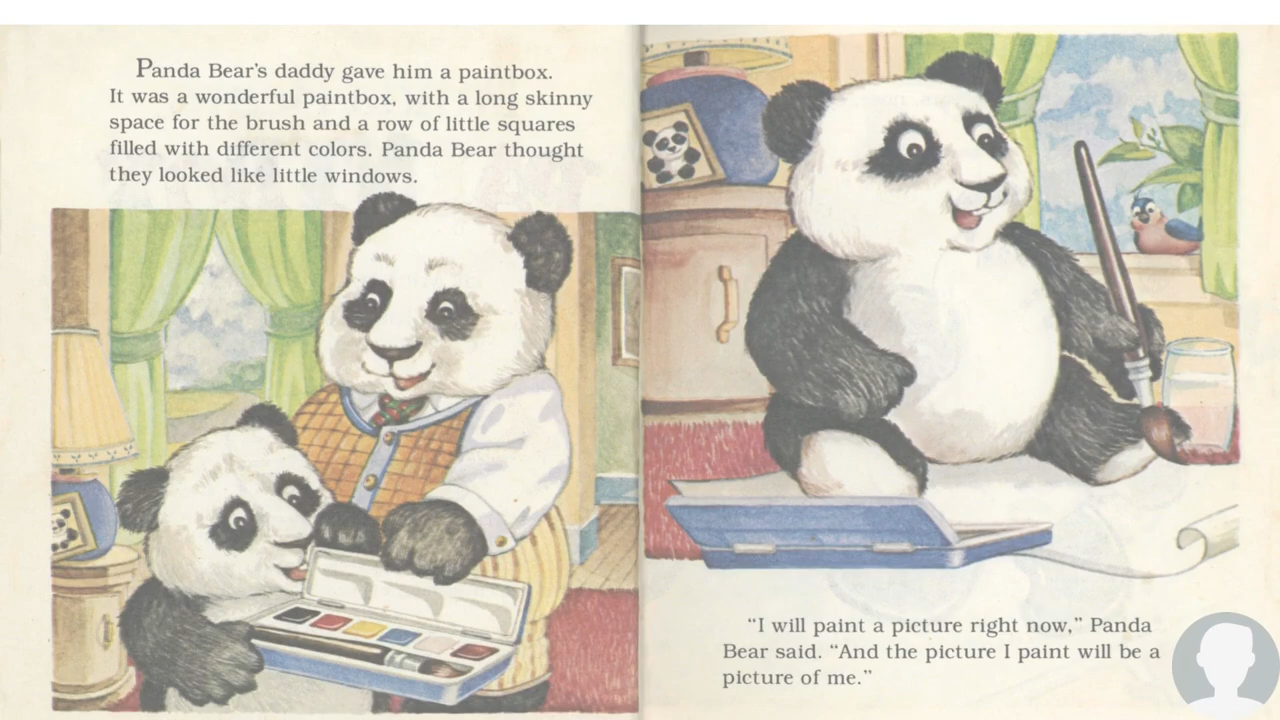 Panda Bear's daddy gave him a paintbox.
It was a wonderful paintbox, with a long skinny
space for the brush and a row of little squares
filled with different colors. Panda Bear thought
they looked like little windows.
"I will paint a picture right now," Panda
Bear said. "And the picture I paint will be a
picture of me."